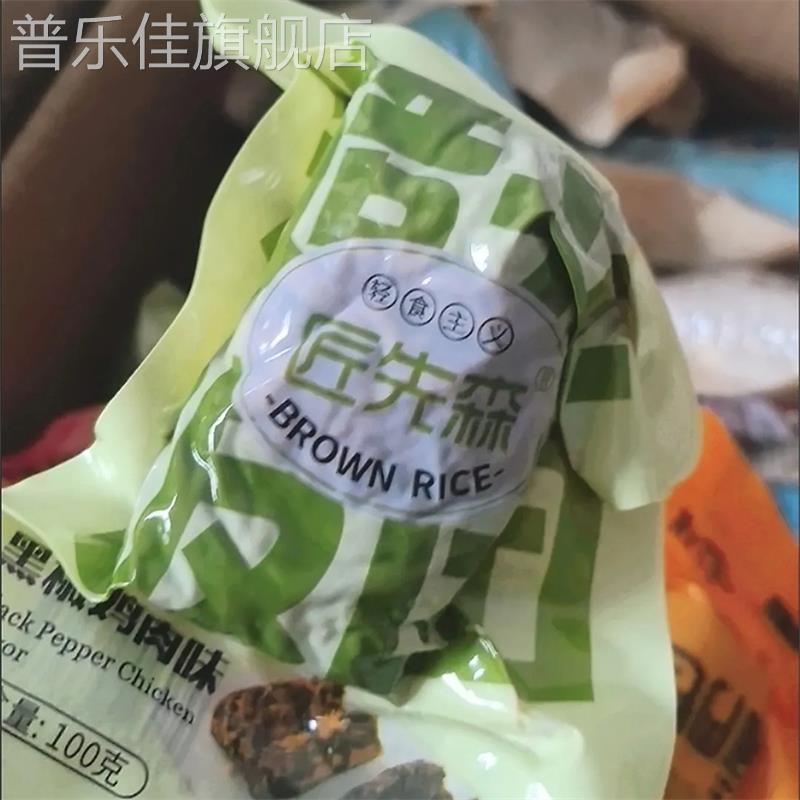 普乐佳旗舰店
轻食主义
匠先森
-BROWN RICE-
黑椒鸡肉味
ack Pepper Chicken
vor
量:100克